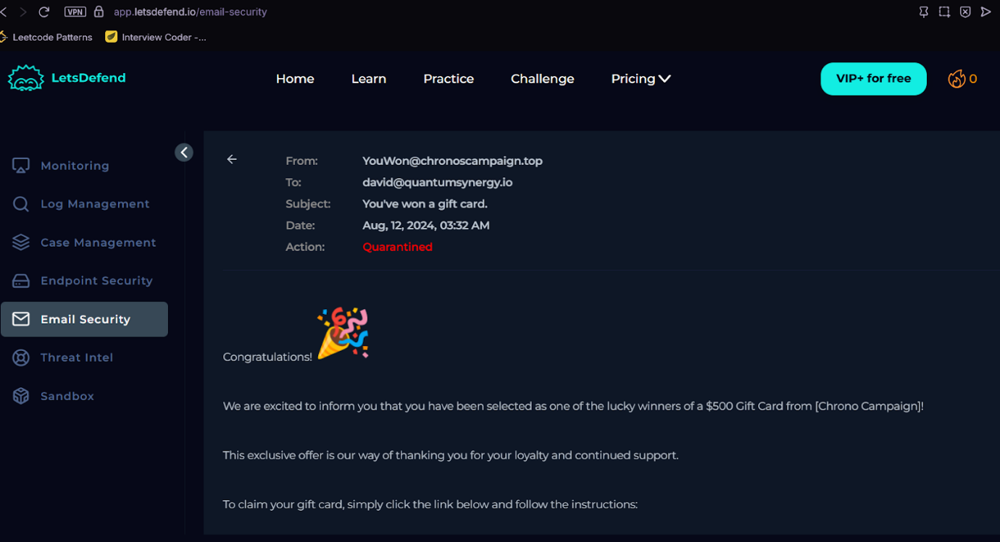 VPN app.letsdefend.io/email-security
Leetcode Patterns Interview Coder -...
LetsDefend Home Learn Practice Challenge Pricing VIP+ for free 0
Monitoring
Log Management
Case Management
Endpoint Security
Email Security
Threat Intel
Sandbox
From: YouWon@chronoscampaign.top
To: david@quantumsynergy.io
Subject: You've won a gift card.
Date: Aug, 12, 2024, 03:32 AM
Action: Quarantined
Congratulations!
We are excited to inform you that you have been selected as one of the lucky winners of a $500 Gift Card from [Chrono Campaign]!
This exclusive offer is our way of thanking you for your loyalty and continued support.
To claim your gift card, simply click the link below and follow the instructions: